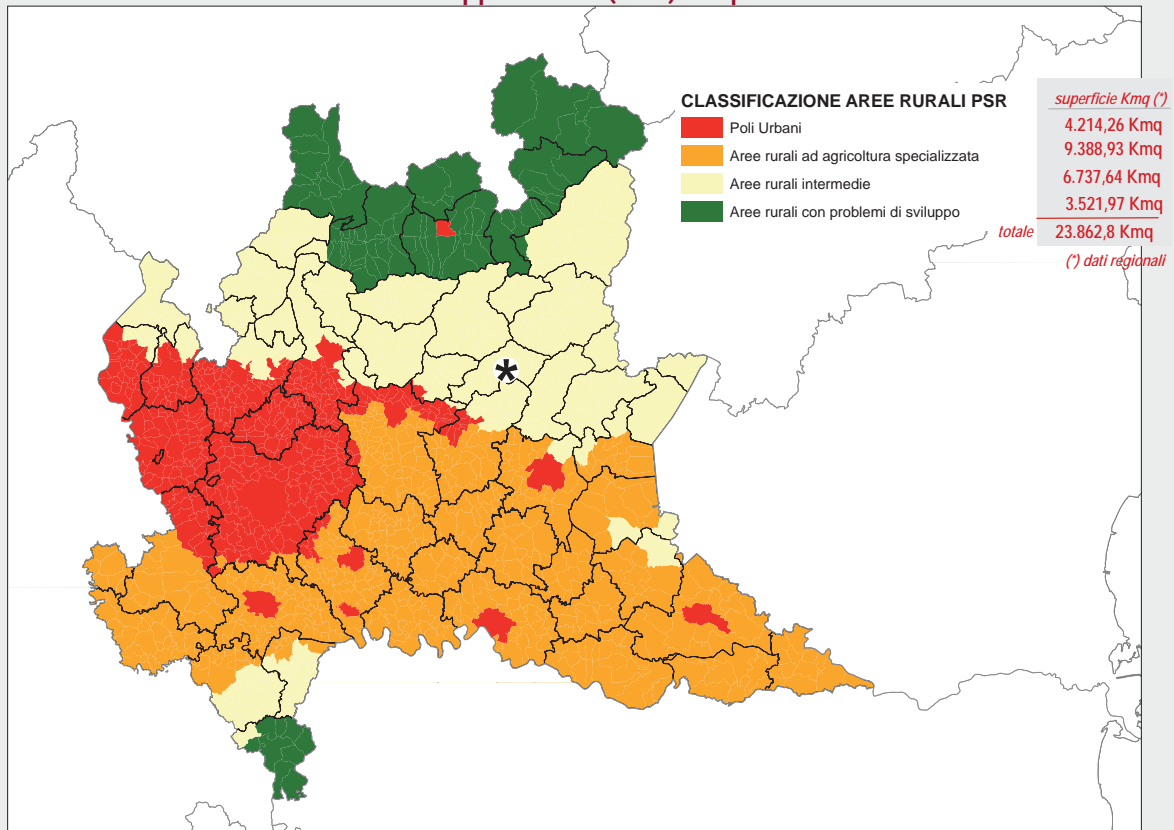 CLASSIFICAZIONE AREE RURALI PSR
Poli Urbani
Aree rurali ad agricoltura specializzata
Aree rurali intermedie
Aree rurali con problemi di sviluppo
superficie Kmq (*)
4.214,26 Kmq
9.388,93 Kmq
6.737,64 Kmq
3.521,97 Kmq
totale 23.862,8 Kmq
(*) dati regionali
*